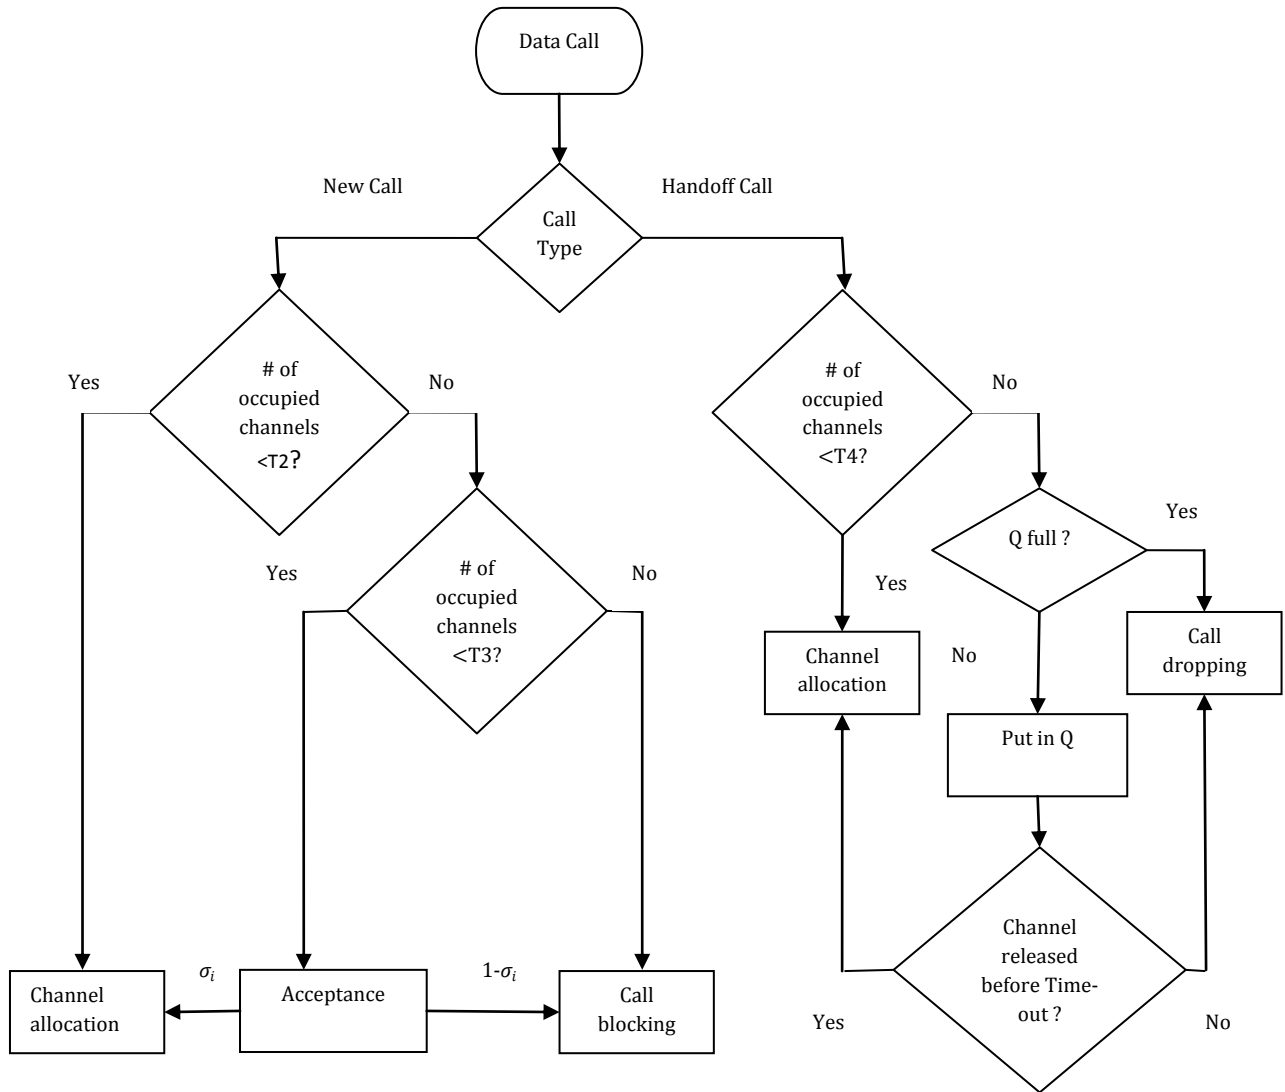 Data Call
New Call
Handoff Call
Call
Type
Yes
# of
occupied
channels
<T2?
No
# of
occupied
channels
<T4?
No
Yes
# of
occupied
channels
<T3?
No
Q full ?
Yes
Yes
Channel
allocation
No
Call
dropping
Put in Q
Channel
released
before Time-
out ?
Yes
No
Channel
allocation
σᵢ
Acceptance
1-σᵢ
Call
blocking